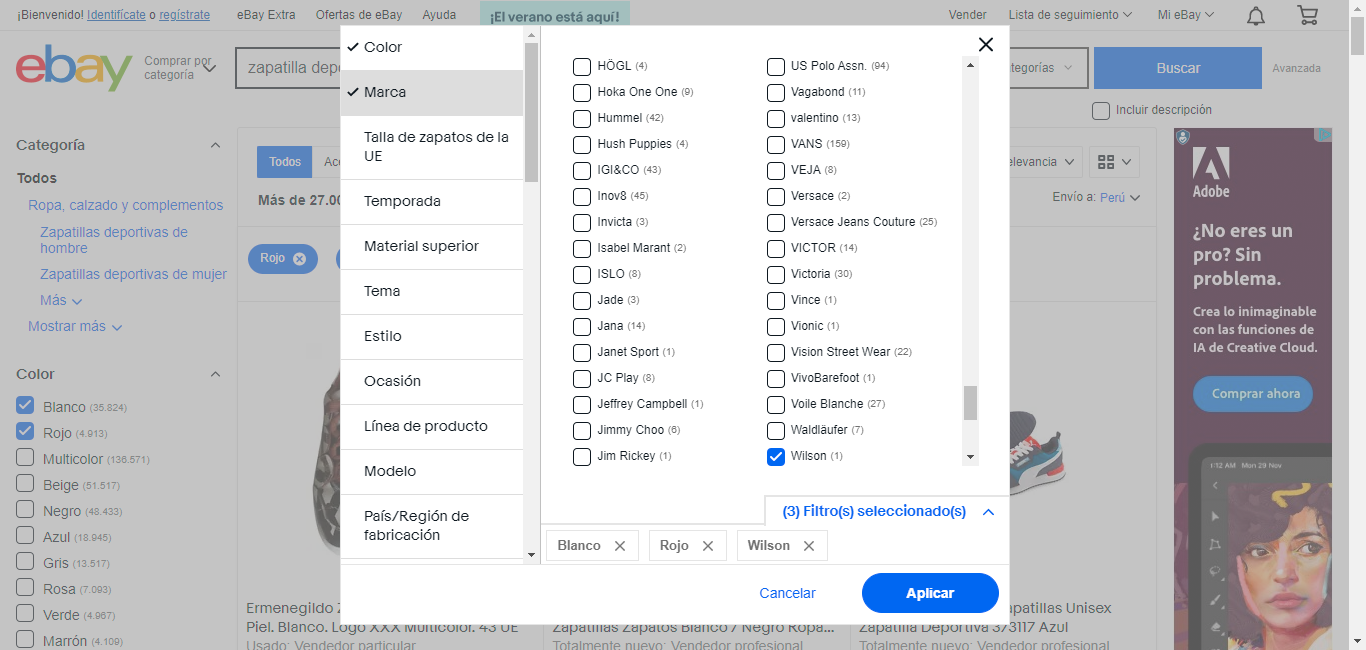 ¡Bienvenido! Identifícate o regístrate
eBay Extra
Ofertas de eBay
Ayuda
¡El verano está aquí!
Vender
Lista de seguimiento
Mi eBay
ebay
Comprar por
categoría
zapatilla
Buscar
Avanzada
Incluir descripción
Categoría
Todos
Ropa, calzado y complementos
Zapatillas deportivas de
hombre
Zapatillas deportivas de mujer
Más
Mostrar más
Color
Blanco (35.824)
Rojo (4.913)
Multicolor (136.571)
Beige (51.517)
Negro (48.433)
Azul (18.945)
Gris (13.517)
Rosa (7.093)
Verde (4.967)
Marrón (4.109)
Todos
Más de 27.00
Envío a: Perú
Rojo
Color
Marca
Talla de zapatos de la
UE
Temporada
Material superior
Tema
Estilo
Ocasión
Línea de producto
Modelo
País/Región de
fabricación
HÖGL (4)
Hoka One One (9)
Hummel (42)
Hush Puppies (4)
IGI&CO (43)
Inov8 (45)
Invicta (3)
Isabel Marant (2)
ISLO (8)
Jade (3)
Jana (14)
Janet Sport (1)
JC Play (8)
Jeffrey Campbell (1)
Jimmy Choo (6)
Jim Rickey (1)
US Polo Assn. (94)
Vagabond (11)
valentino (13)
VANS (159)
VEJA (8)
Versace (2)
Versace Jeans Couture (25)
VICTOR (14)
Victoria (30)
Vince (1)
Vionic (1)
Vision Street Wear (22)
VivoBarefoot (1)
Voile Blanche (27)
Waldläufer (7)
Wilson (1)
(3) Filtro(s) seleccionado(s)
Blanco
Rojo
Wilson
Cancelar
Aplicar
Ermenegildo
Piel. Blanco. Logo XXX Multicolor. 43 UE
Usado: Vendedor particular
Zapatillas Zapatos Blanco / Negro Ropa...
Totalmente nuevo: Vendedor profesional
Zapatillas Unisex
Zapatilla Deportiva 373117 Azul
Totalmente nuevo: Vendedor profesional
Adobe
¿No eres un
pro? Sin
problema.
Crea lo inimaginable
con las funciones de
IA de Creative Cloud.
Comprar ahora
1:12 AM Mon 29 Nov